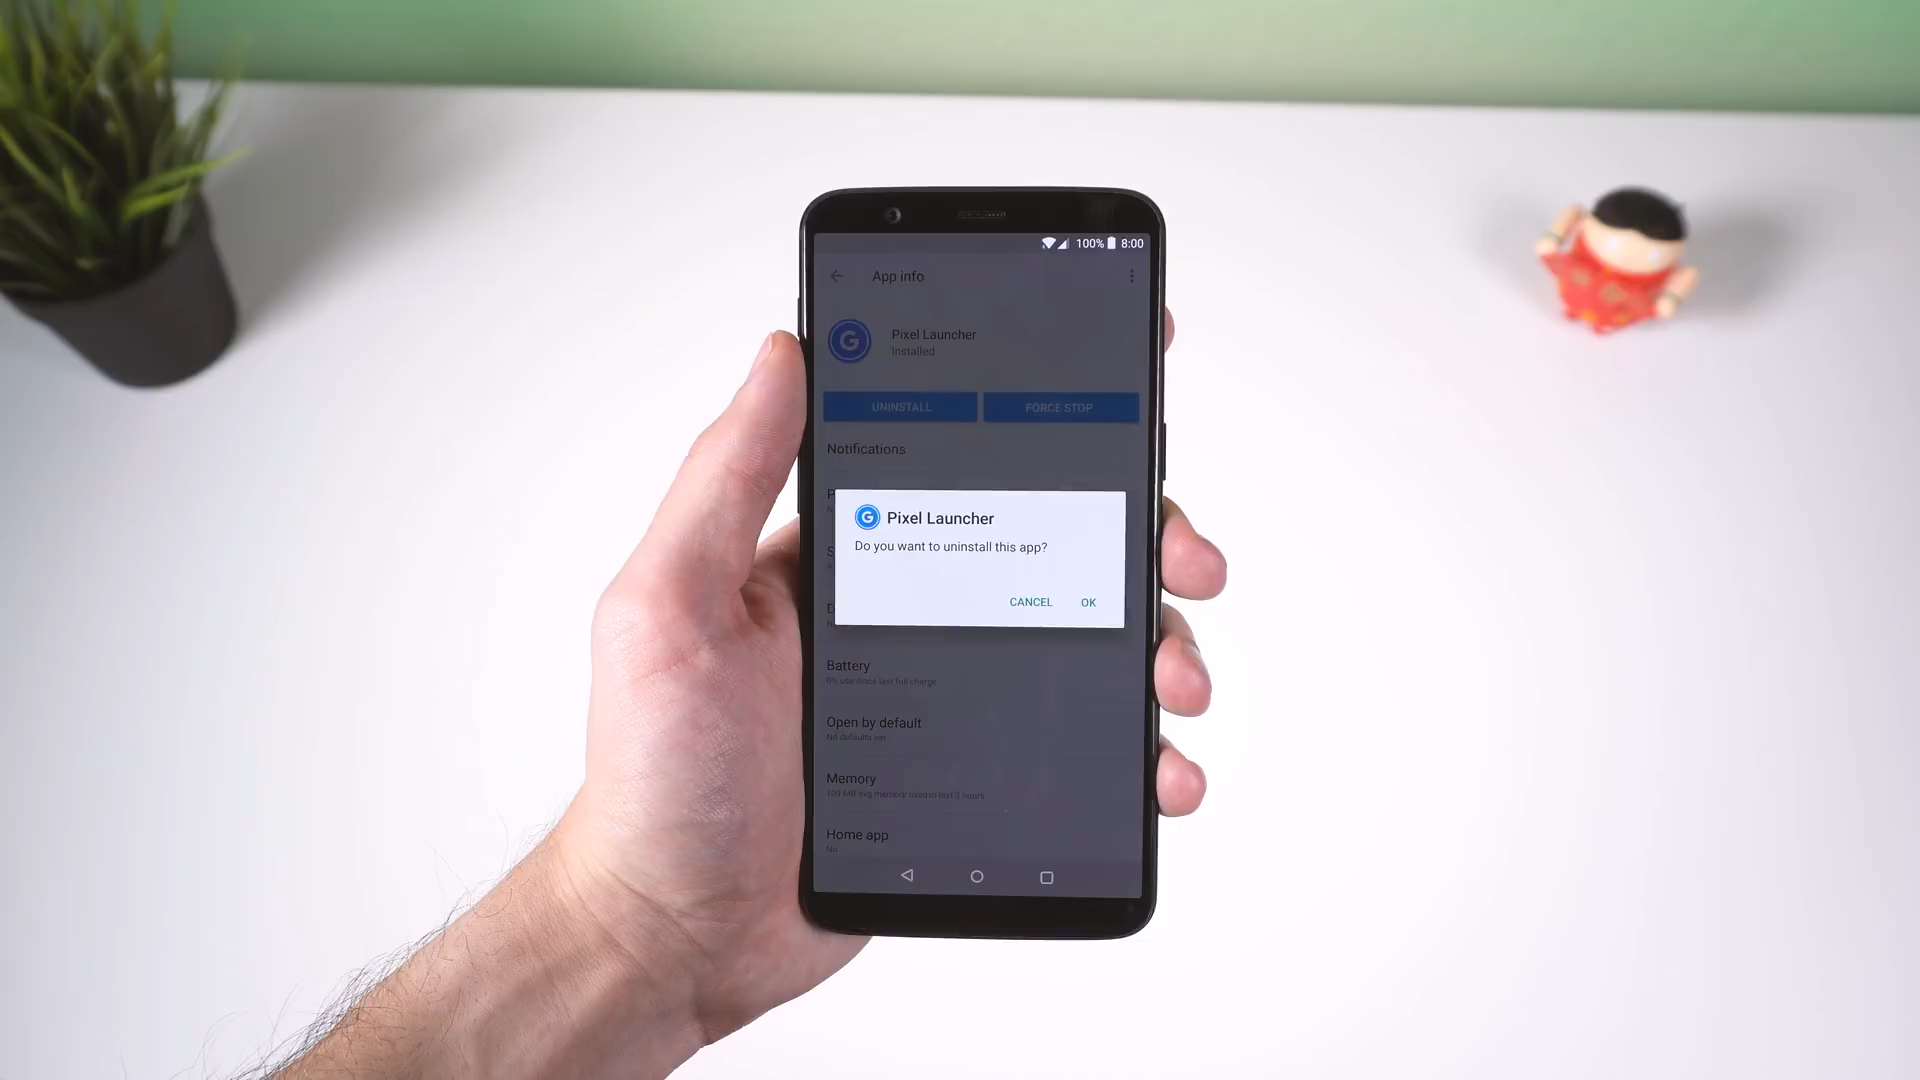 100% 8:00
App info
G
Pixel Launcher
Installed
UNINSTALL
FORCE STOP
Notifications
P
G Pixel Launcher
Do you want to uninstall this app?
S
CANCEL OK
D
Battery
0% use since last full charge
Open by default
No defaults set
Memory
109 MB avg memory used in last 3 hours
Home app
No